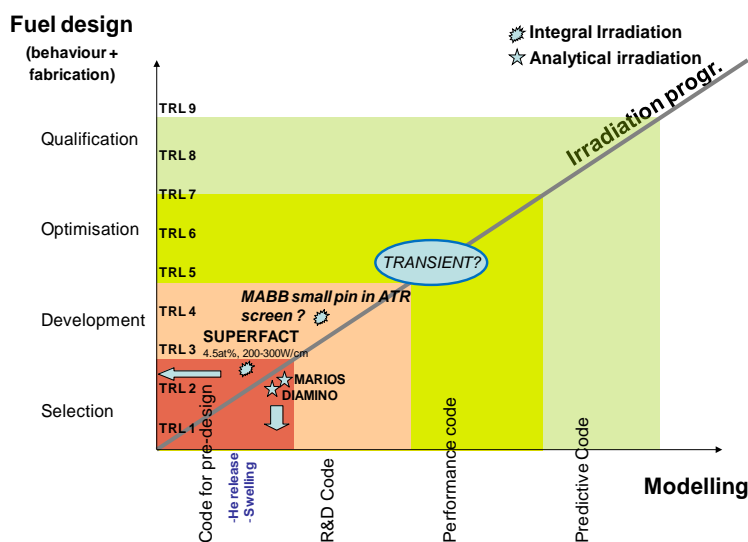 Fuel design
(behaviour +
fabrication)
Integral Irradiation
Analytical irradiation
Irradiation progr.
TRL 9
Qualification
TRL 8
TRL 7
Optimisation
TRL 6
TRANSIENT?
TRL 5
MABB small pin in ATR
screen ?
TRL 4
Development
SUPERFACT
TRL 3
4.5at%, 200-300W/cm
MARIOS
TRL 2
DIAMINO
Selection
TRL 1
Code for pre-design
-He release
- Swelling
R&D Code
Performance code
Predictive Code
Modelling